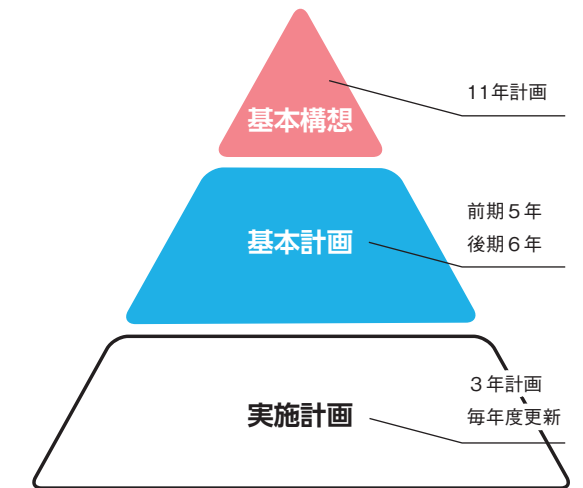 基本構想
11年計画
基本計画
前期５年
後期６年
実施計画
３年計画
毎年度更新